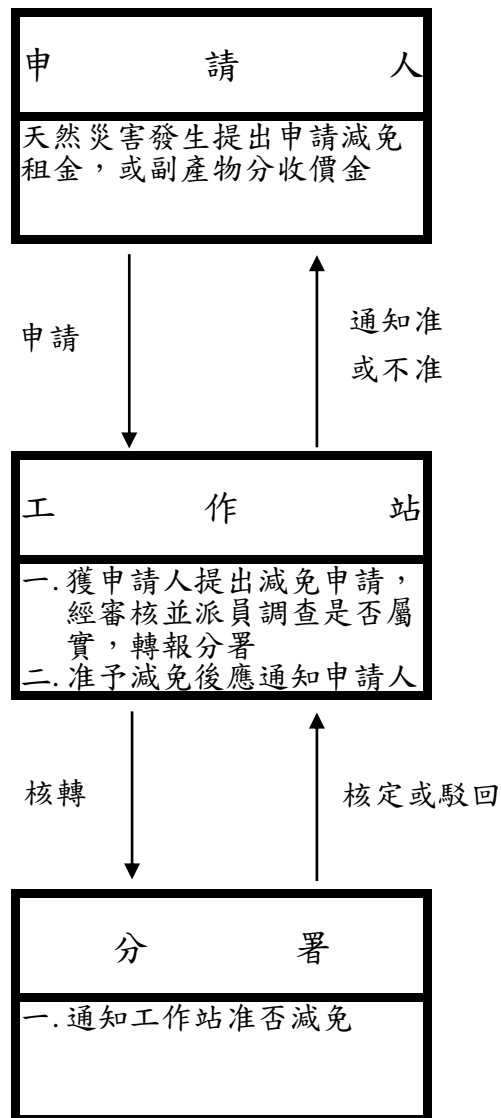 申請人
天然災害發生提出申請減免
租金，或副產物分收價金
申請
通知准
或不准
工作站
一.獲申請人提出減免申請，
經審核並派員調查是否屬
實，轉報分署
二.准予減免後應通知申請人
核轉
核定或駁回
分署
一.通知工作站准否減免